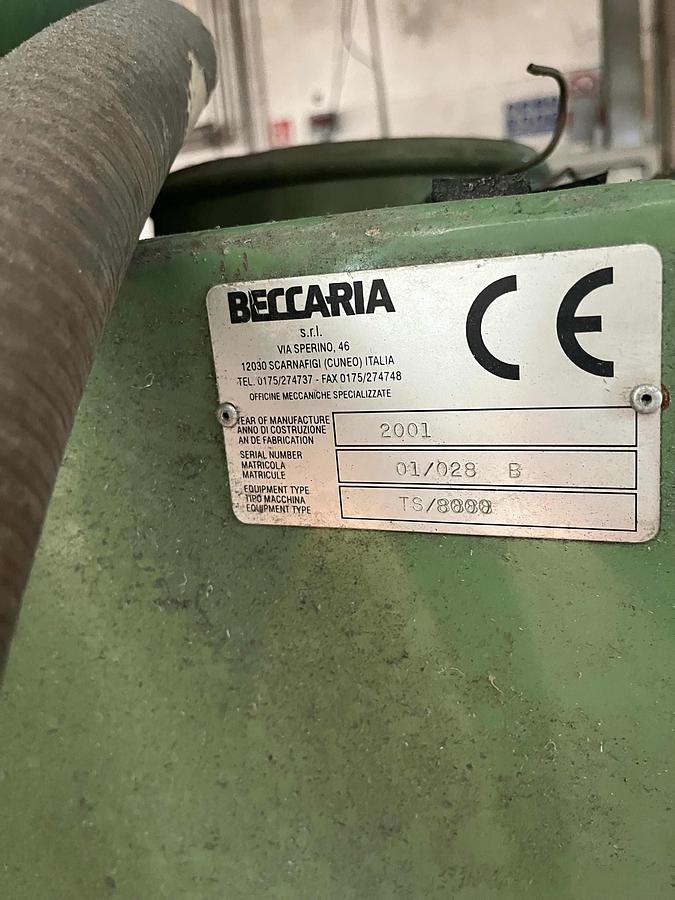 BECCARIA
s.r.l.
VIA SPERINO, 46
12030 SCARNAFIGI (CUNEO) ITALIA
TEL. 0175/274737 - FAX 0175/274748
OFFICINE MECCANICHE SPECIALIZZATE
CE
YEAR OF MANUFACTURE
ANNO DI COSTRUZIONE
AN DE FABRICATION
2001
SERIAL NUMBER
MATRICOLA
MATRICULE
01/028 B
EQUIPMENT TYPE
TIPO MACCHINA
EQUIPMENT TYPE
TS/8000